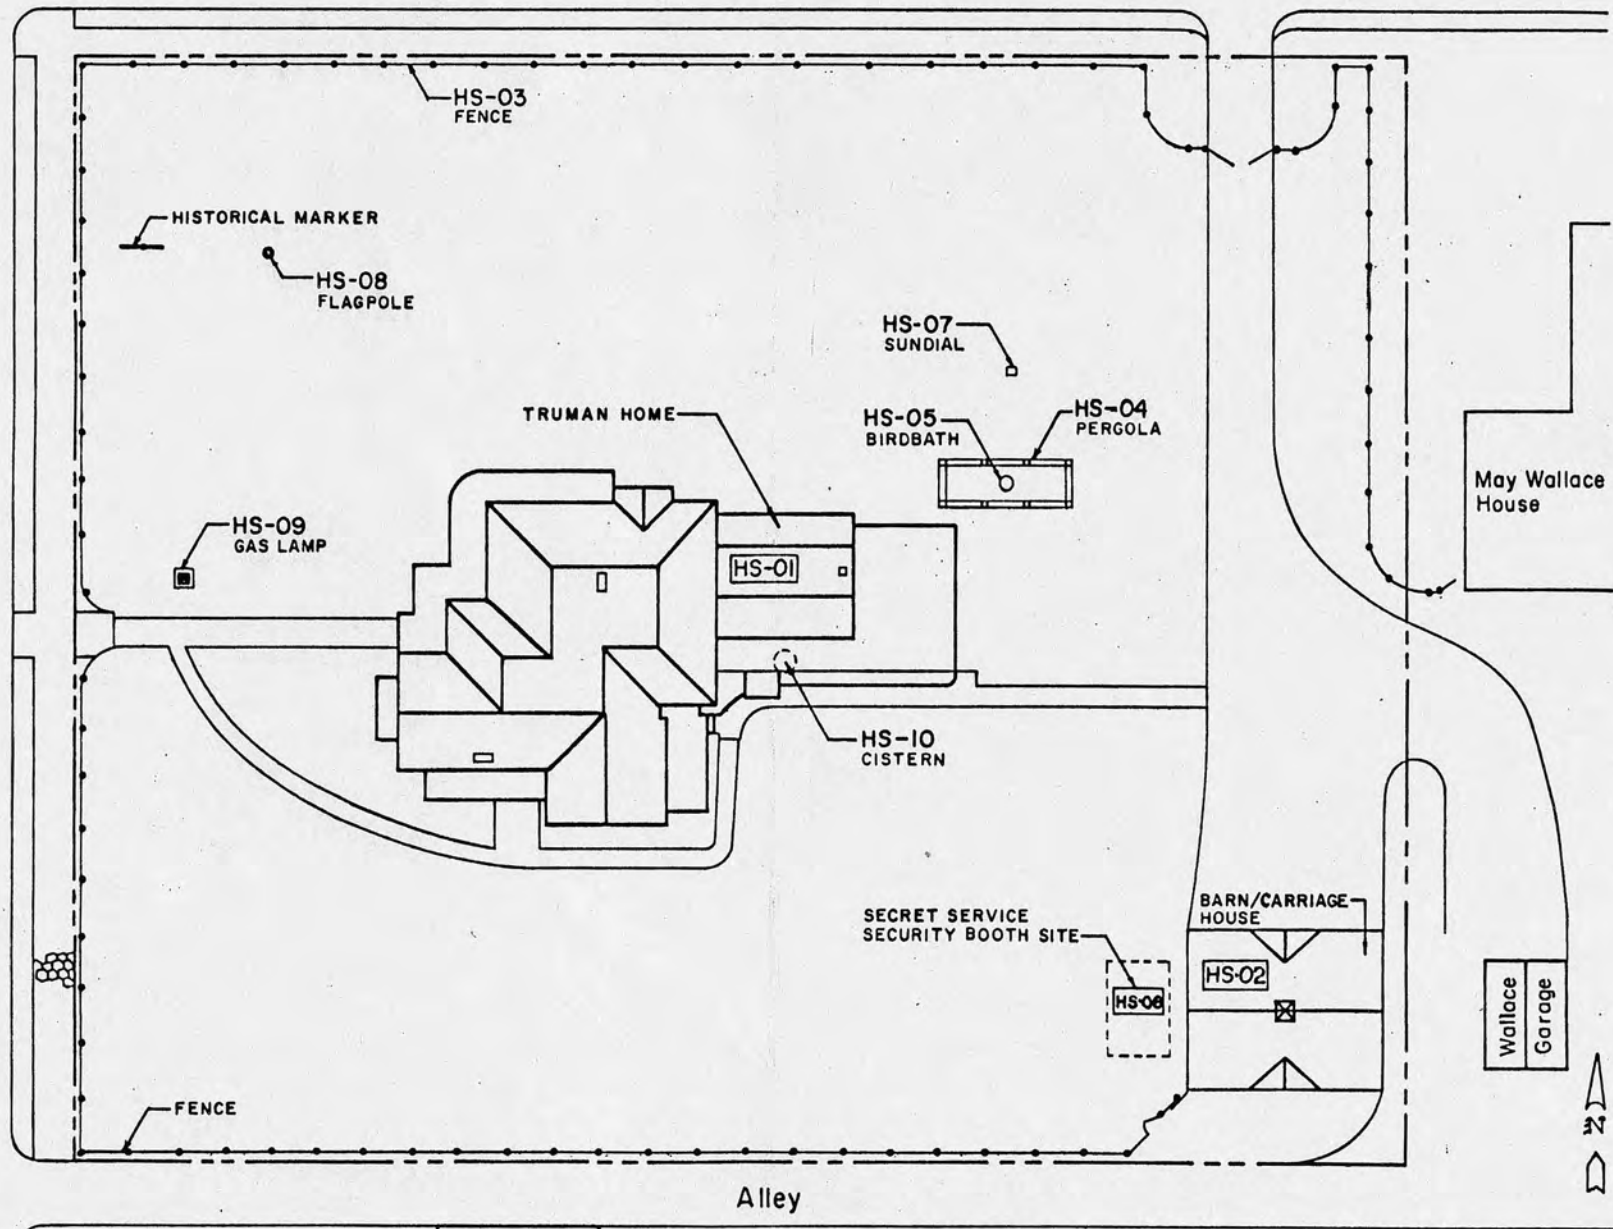 HS-03
FENCE
HISTORICAL MARKER
HS-08
FLAGPOLE
HS-07
SUNDIAL
TRUMAN HOME
HS-05
BIRDBATH
HS-04
PERGOLA
May Wallace
House
HS-09
GAS LAMP
HS-01
HS-10
CISTERN
SECRET SERVICE
SECURITY BOOTH SITE
BARN/CARRIAGE
HOUSE
HS-02
HS-06
Wallace
Garage
FENCE
N
Alley